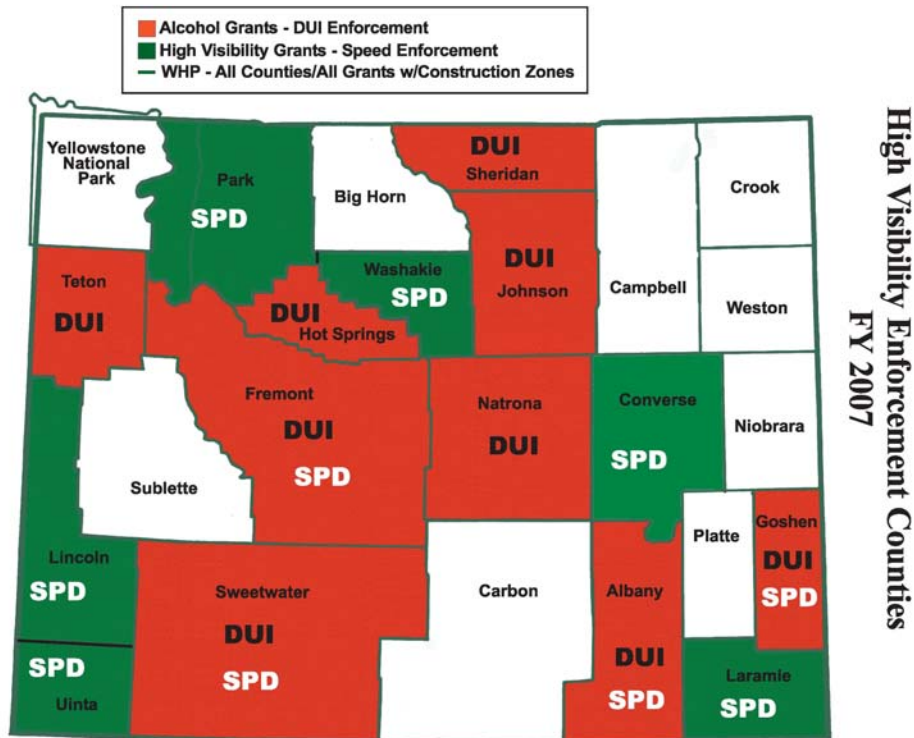 Alcohol Grants - DUI Enforcement
High Visibility Grants - Speed Enforcement
WHP - All Counties/All Grants w/Construction Zones
High Visibility Enforcement Counties
FY 2007
Yellowstone
National
Park
Park
SPD
Big Horn
DUI
Sheridan
Crook
Teton
DUI
Washakie
SPD
DUI
Hot Springs
DUI
Johnson
Campbell
Weston
Fremont
DUI
SPD
Natrona
DUI
Converse
SPD
Niobrara
Sublette
Lincoln
SPD
Sweetwater
DUI
SPD
Carbon
Albany
DUI
SPD
Platte
Goshen
DUI
SPD
SPD
Uinta
Laramie
SPD